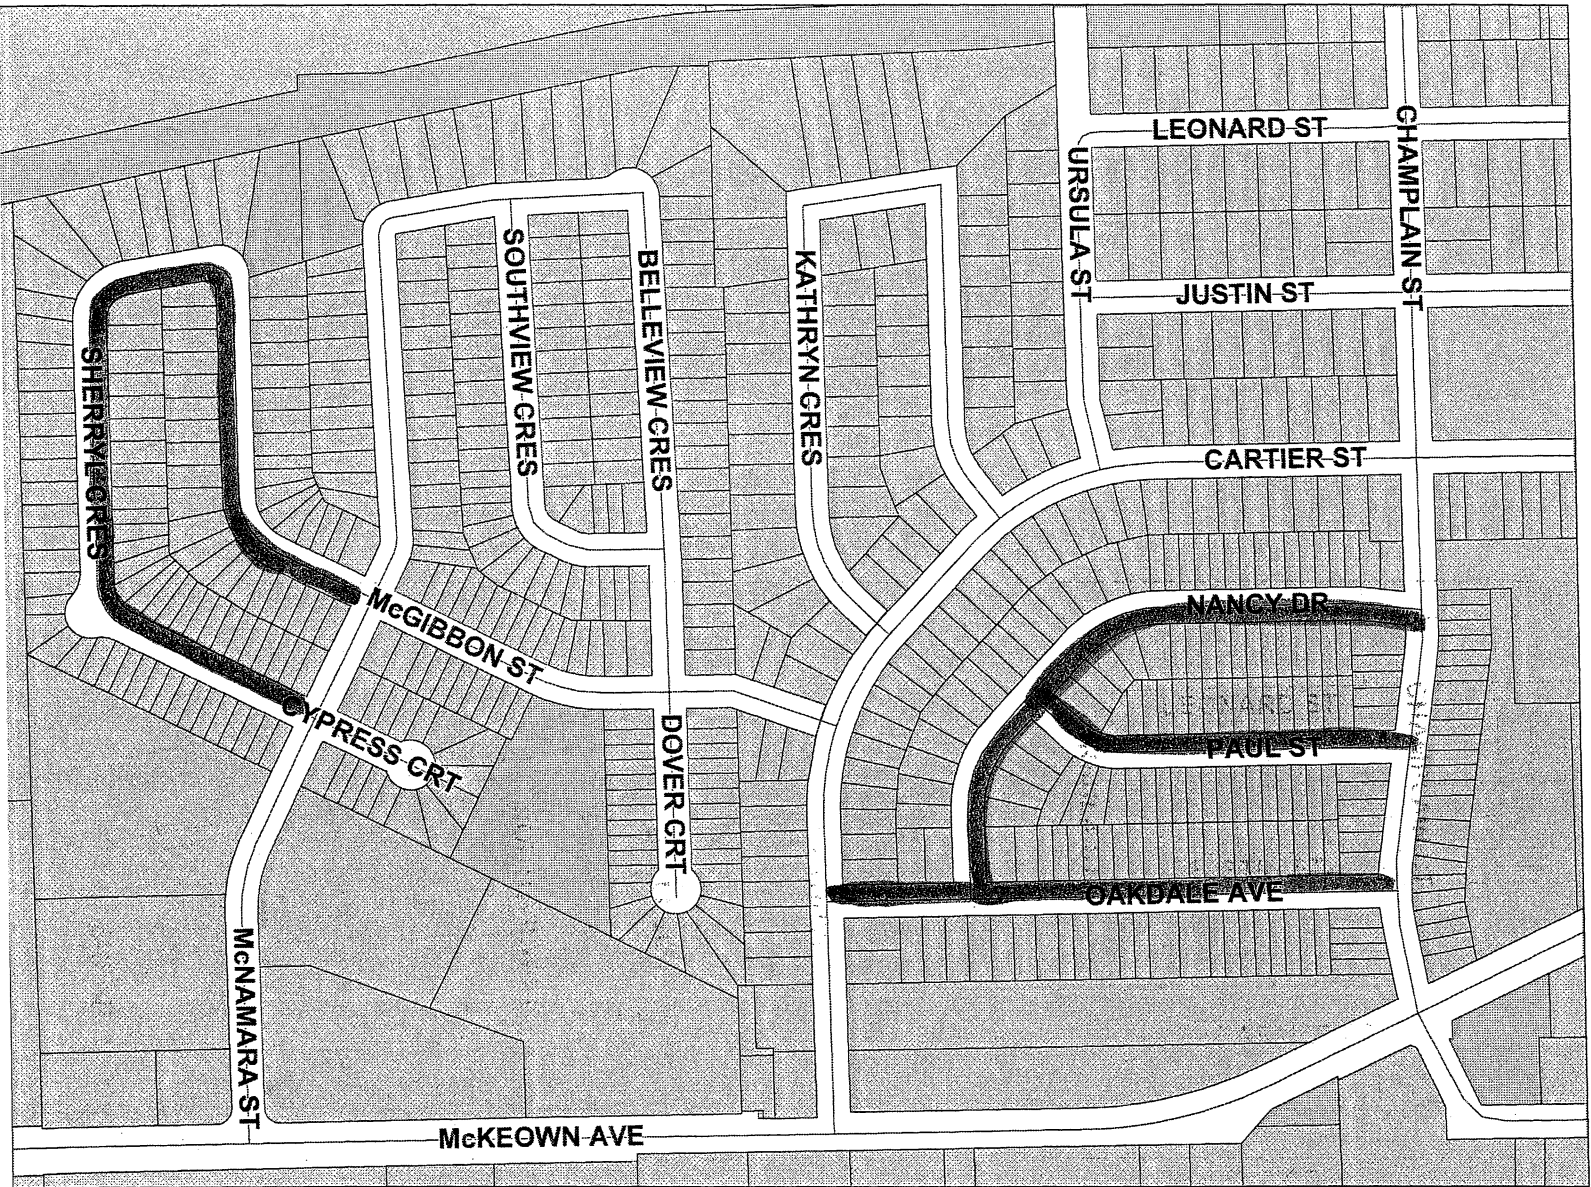 LEONARD ST
CHAMPLAIN ST
URSULA ST
SOUTHVIEW CRES
BELLEVIEW CRES
KATHRYN CRES
JUSTIN ST
SHERRYL CRES
CARTIER ST
McGIBBON ST
NANCY DR
CYPRESS CRT
DOVER CRT
PAUL ST
OAKDALE AVE
McNAMARA ST
McKEOWN AVE